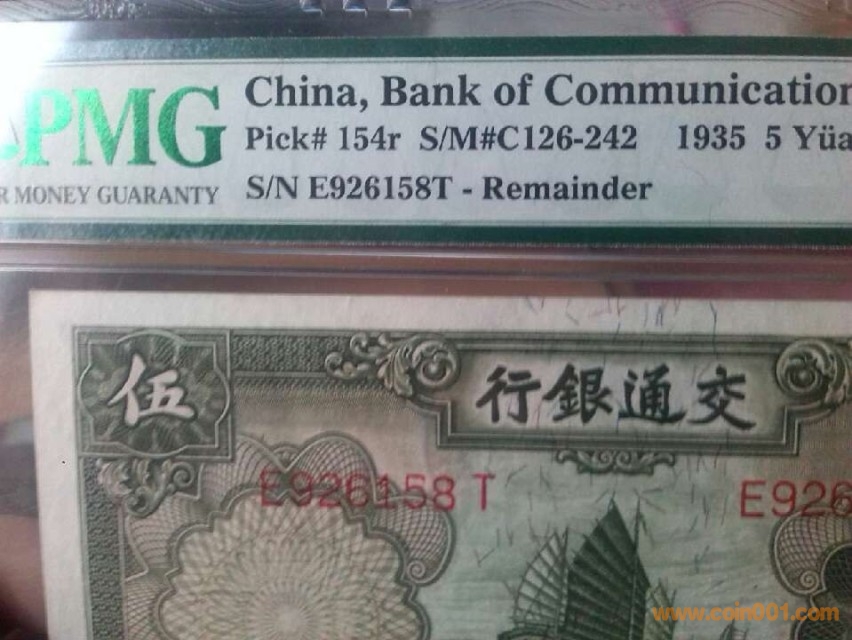 PMG
R MONEY GUARANTY
China, Bank of Communication
Pick# 154r S/M#C126-242 1935 5 Yüa
S/N E926158T - Remainder
伍
行銀通交
E926158 T
E926
www.coin001.com